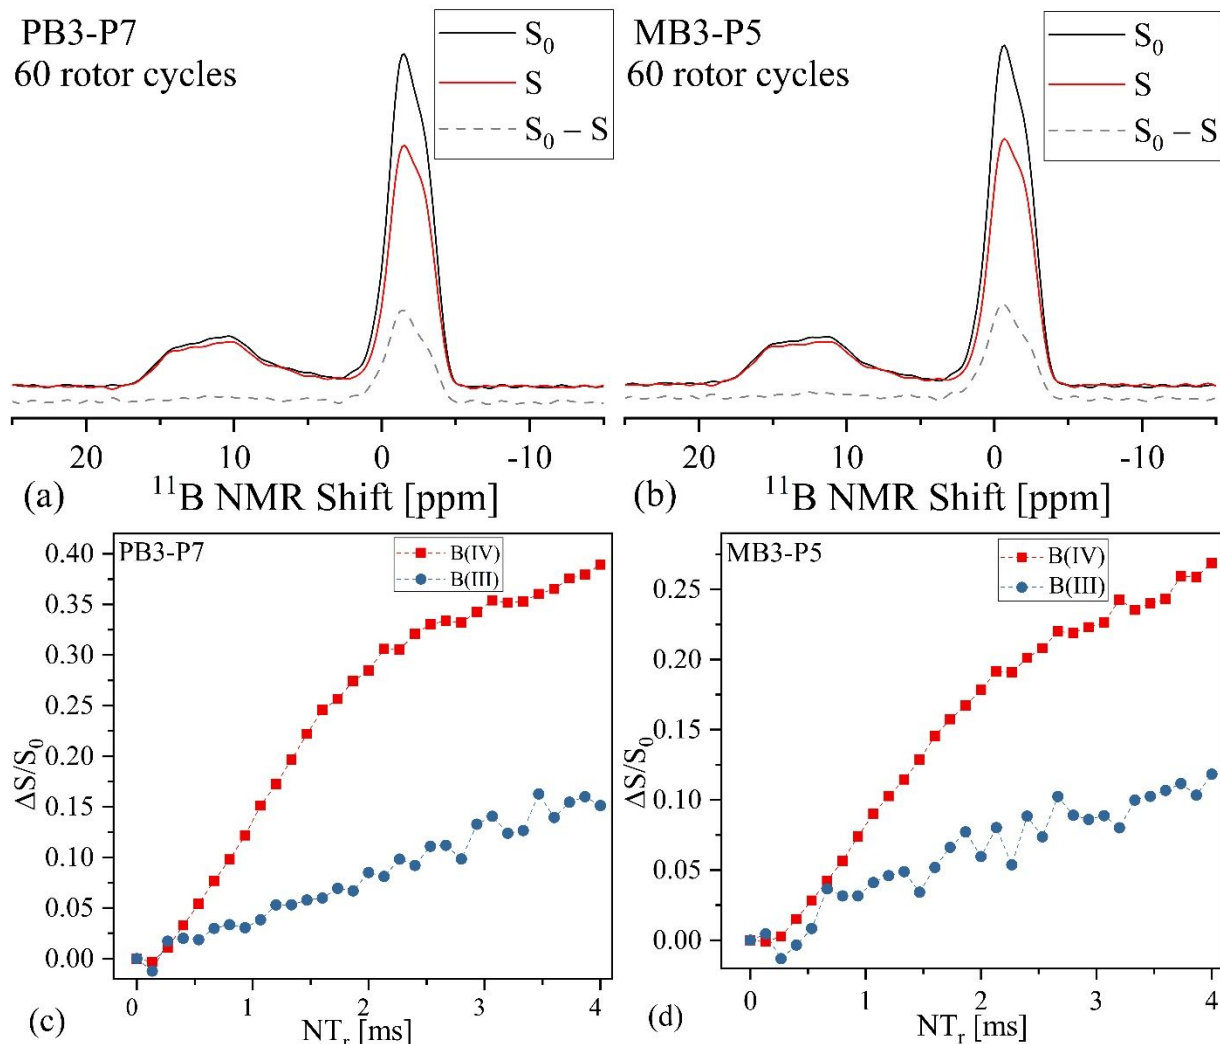 PB3-P7
60 rotor cycles
S₀
S
S₀ – S
20 10 0 -10
(a)
¹¹B NMR Shift [ppm]
MB3-P5
60 rotor cycles
S₀
S
S₀ – S
20 10 0 -10
(b)
¹¹B NMR Shift [ppm]
PB3-P7
B(IV)
B(III)
0.40
0.35
0.30
0.25
0.20
0.15
0.10
0.05
0.00
ΔS/S₀
0 1 2 3 4
(c)
NTᵣ [ms]
MB3-P5
B(IV)
B(III)
0.25
0.20
0.15
0.10
0.05
0.00
ΔS/S₀
0 1 2 3 4
(d)
NTᵣ [ms]